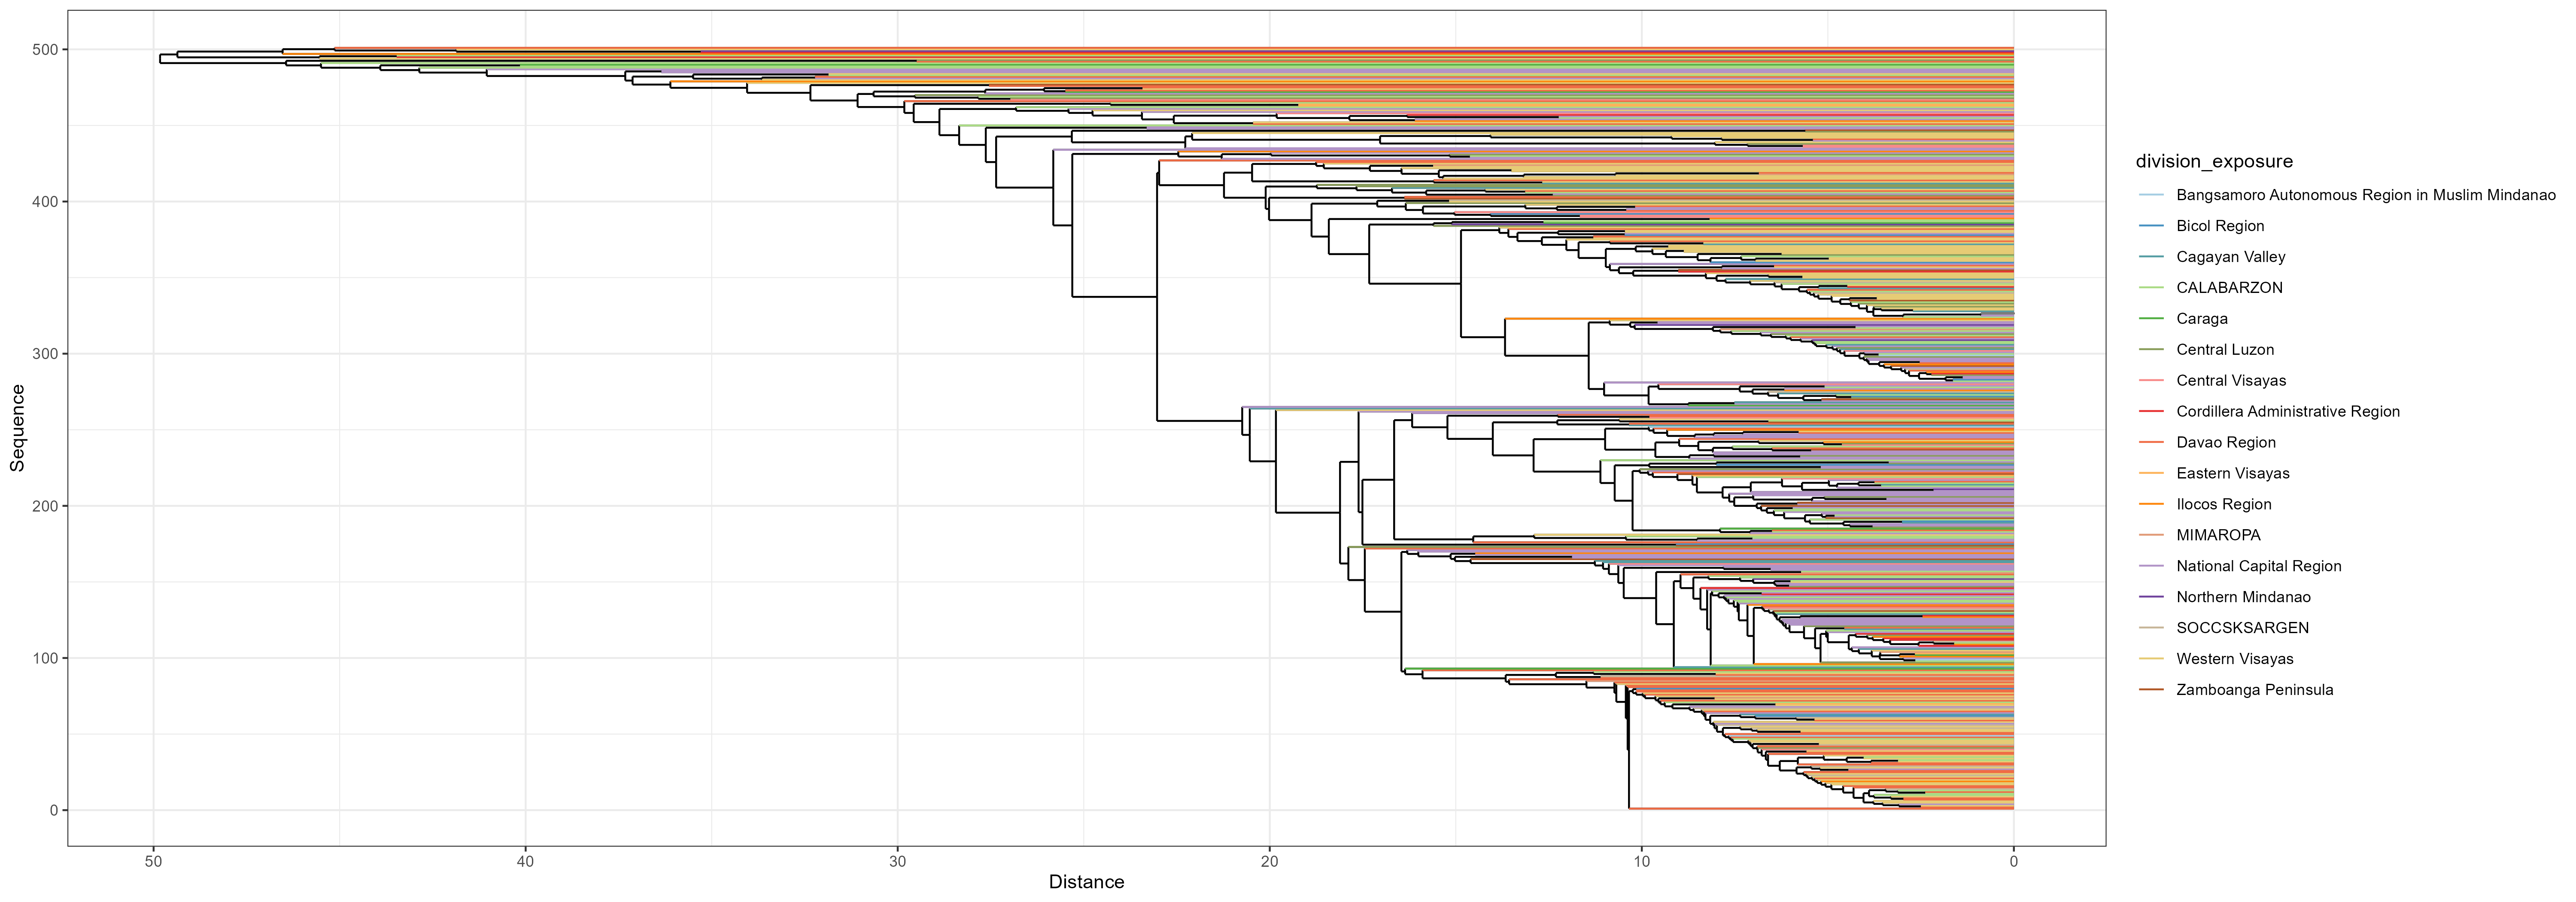 500
400
300
200
100
0
Sequence
50
40
30
20
10
0
Distance
division_exposure
Bangsamoro Autonomous Region in Muslim Mindanao
Bicol Region
Cagayan Valley
CALABARZON
Caraga
Central Luzon
Central Visayas
Cordillera Administrative Region
Davao Region
Eastern Visayas
Ilocos Region
MIMAROPA
National Capital Region
Northern Mindanao
SOCCSKSARGEN
Western Visayas
Zamboanga Peninsula